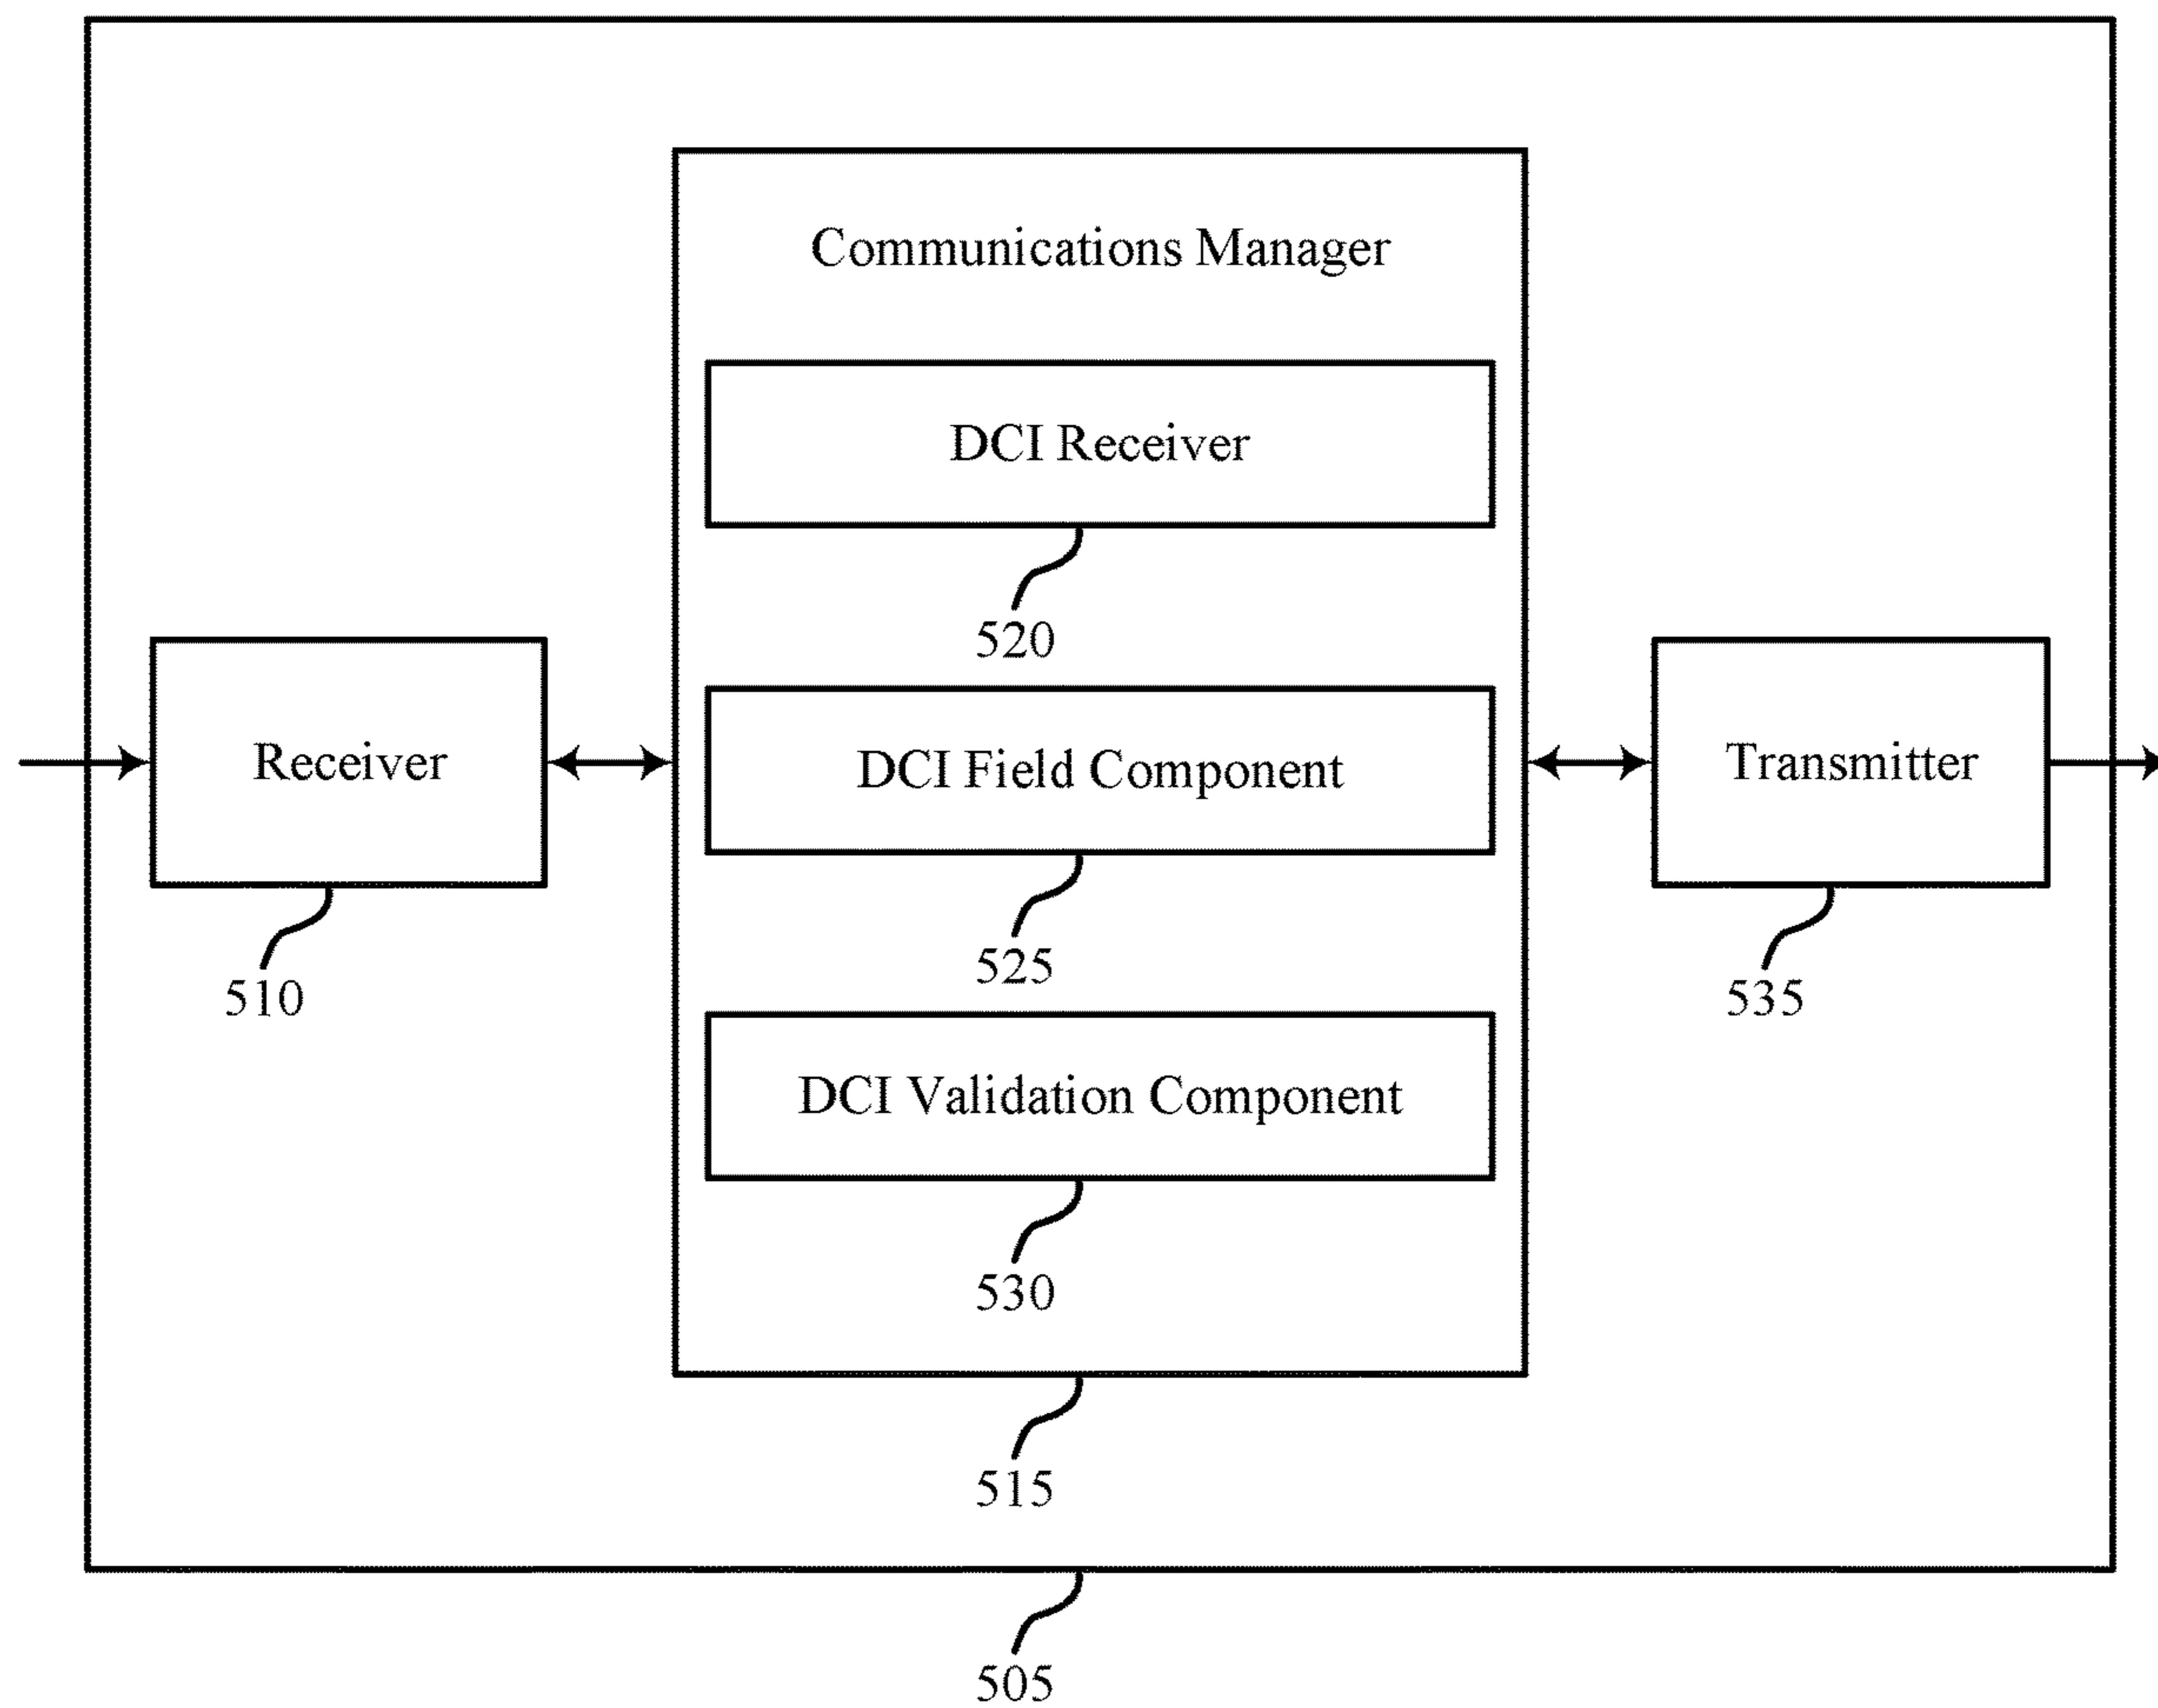 Communications Manager
DCI Receiver
520
Receiver
510
DCI Field Component
525
Transmitter
535
DCI Validation Component
530
515
505